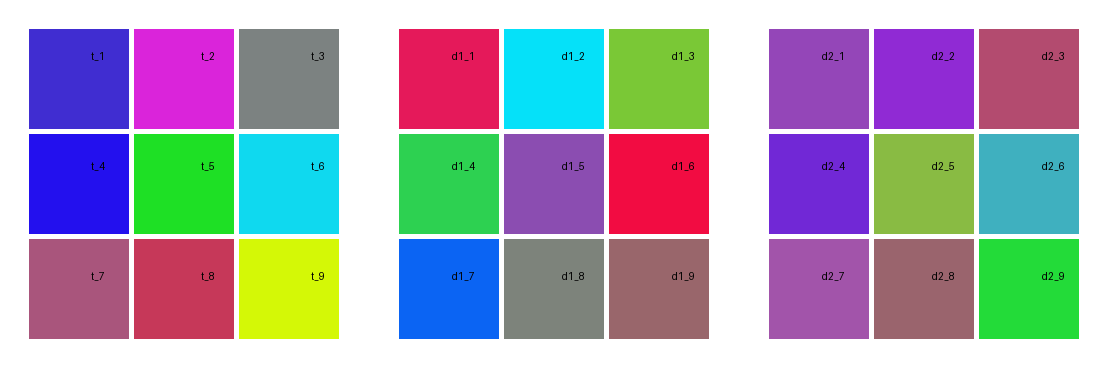 t_1 t_2 t_3 d1_1 d1_2 d1_3 d2_1 d2_2 d2_3
t_4 t_5 t_6 d1_4 d1_5 d1_6 d2_4 d2_5 d2_6
t_7 t_8 t_9 d1_7 d1_8 d1_9 d2_7 d2_8 d2_9